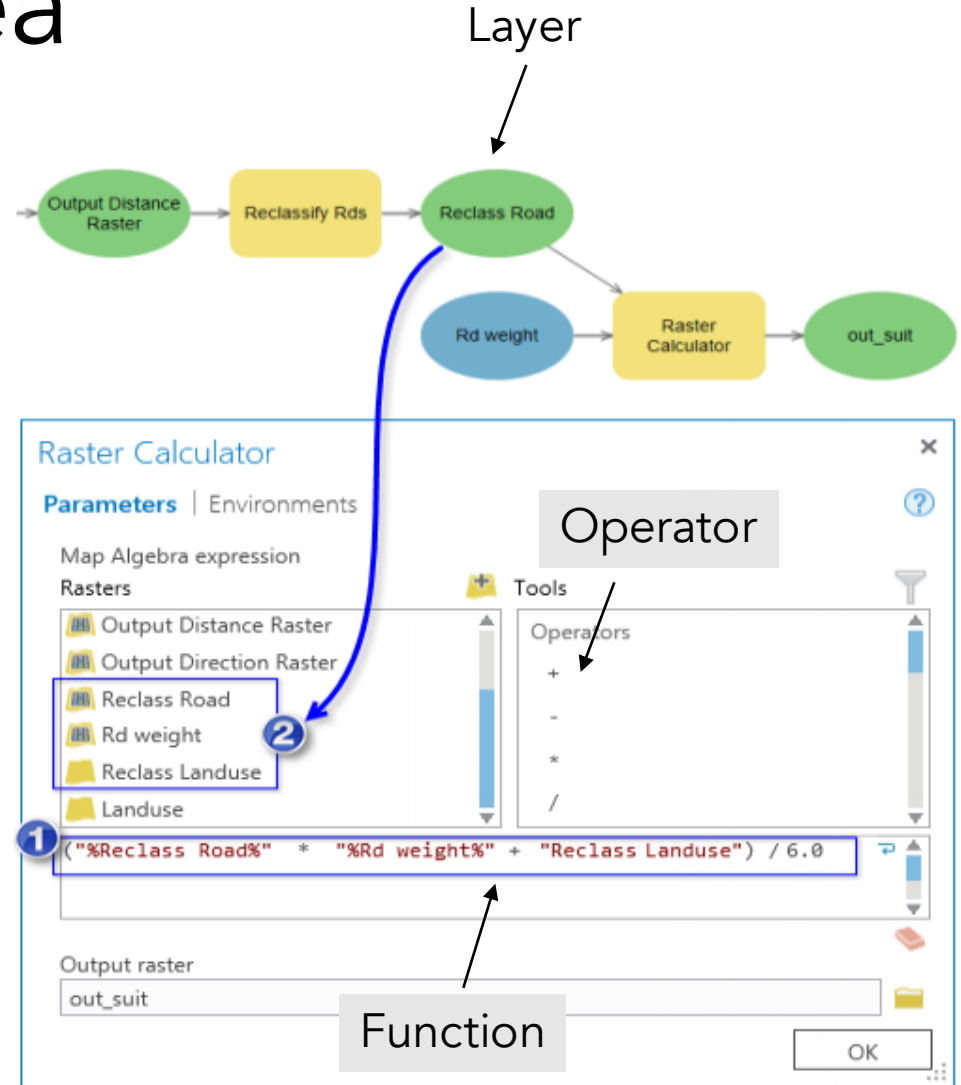 ea
Layer
Output Distance
Raster
Reclassify Rds
Reclass Road
Rd weight
Raster
Calculator
out_suit
Raster Calculator
×
Parameters | Environments
?
Operator
Map Algebra expression
Rasters
Tools
Output Distance Raster
Operators
Output Direction Raster
+
Reclass Road
-
Rd weight
2
*
Reclass Landuse
Landuse
/
1
("%Reclass Road%" * "%Rd weight%" + "Reclass Landuse") / 6.0
Output raster
out_suit
Function
OK